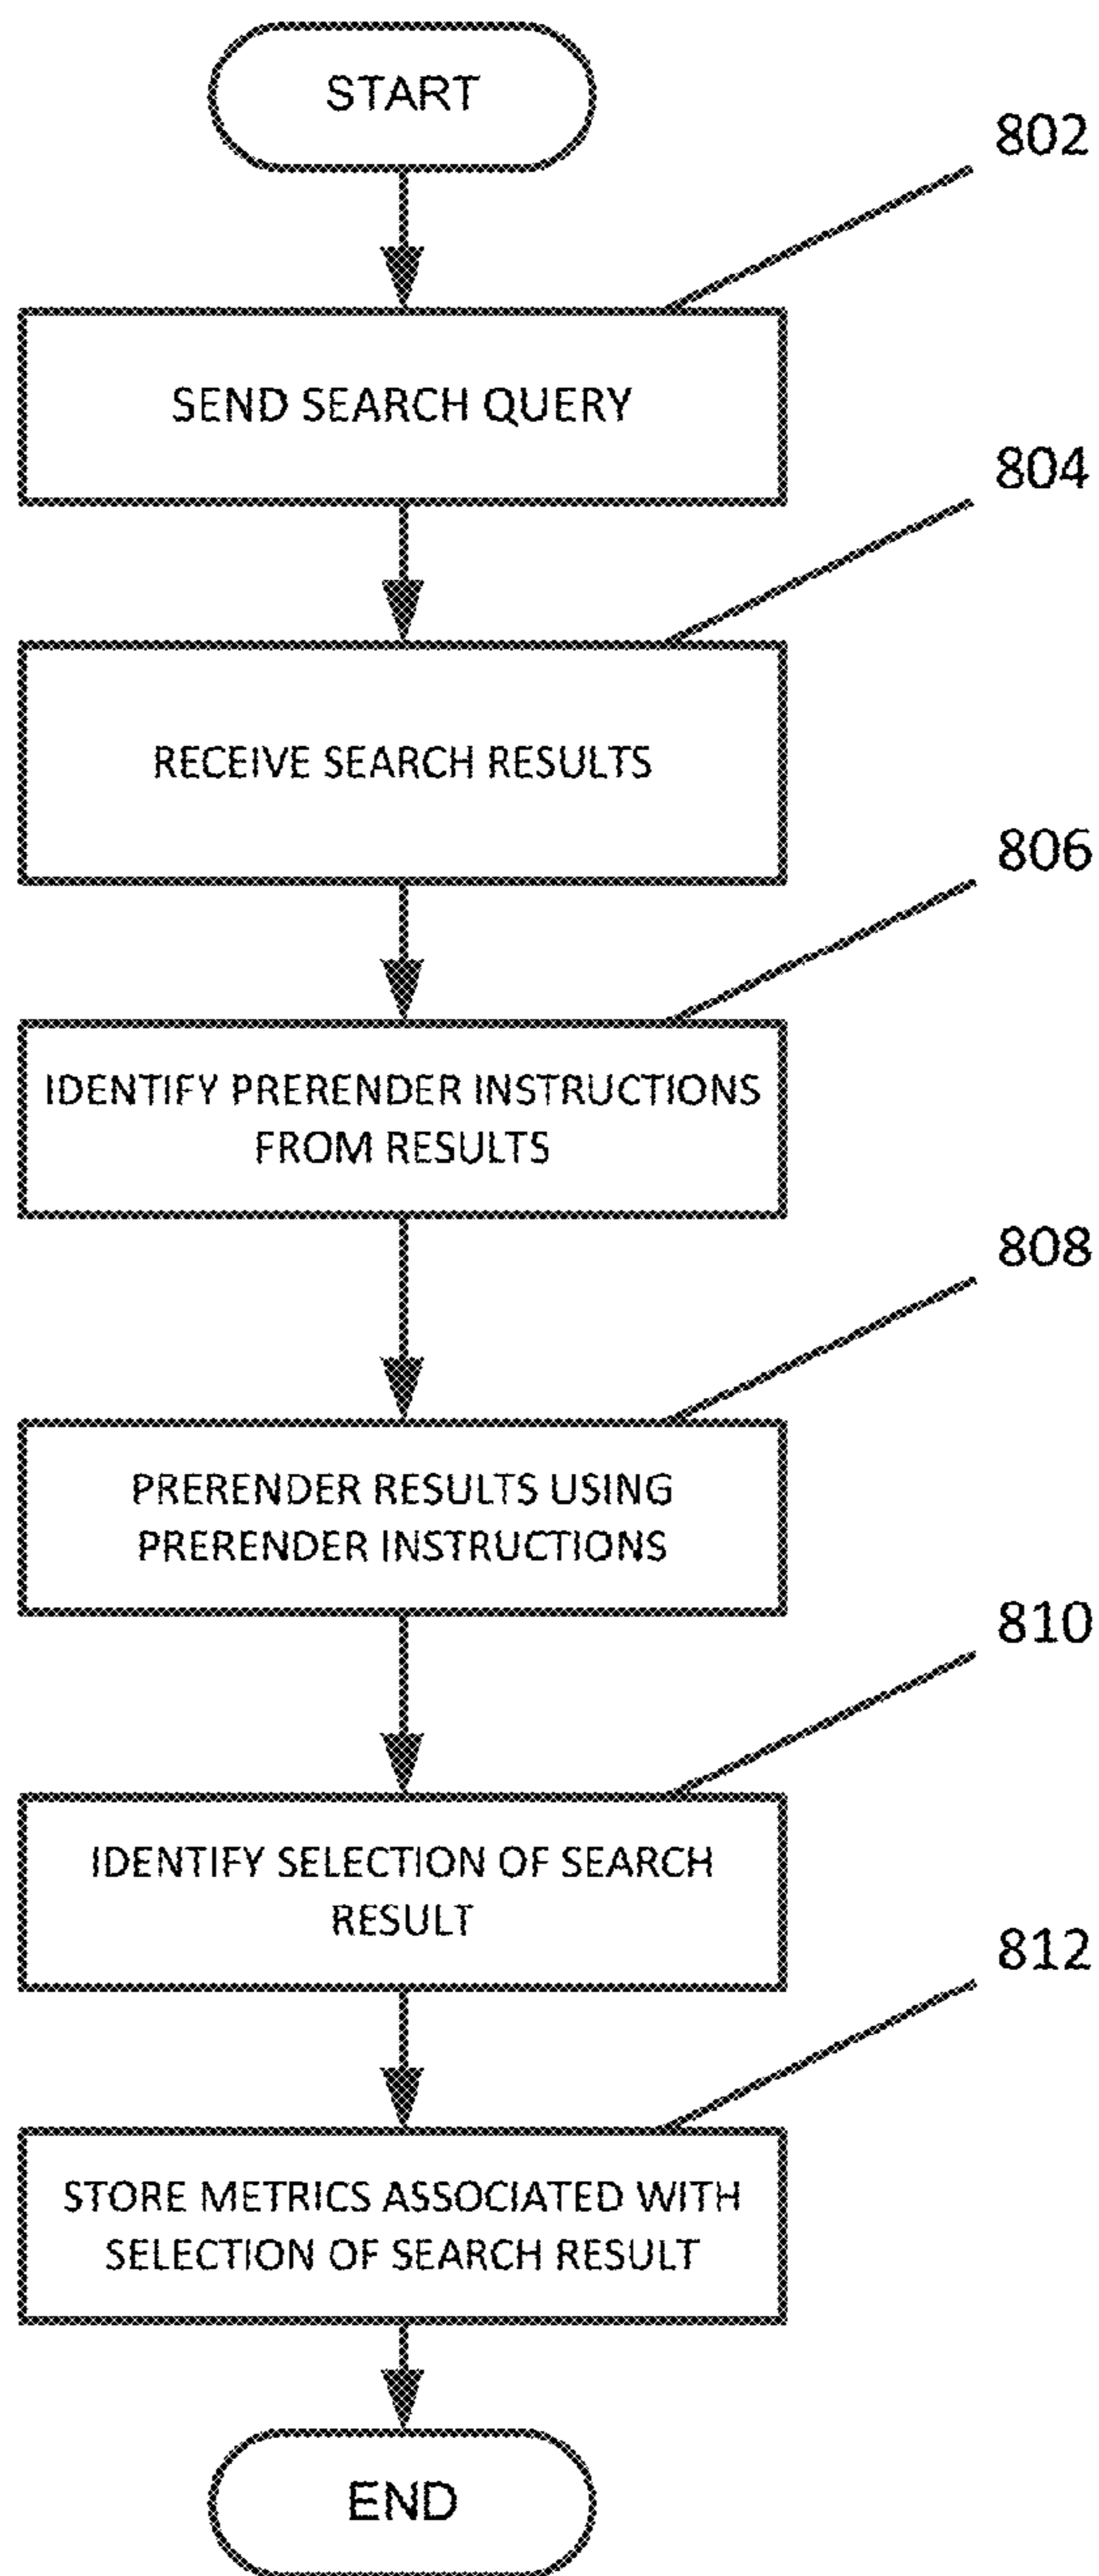 START
802
SEND SEARCH QUERY
804
RECEIVE SEARCH RESULTS
806
IDENTIFY PRERENDER INSTRUCTIONS
FROM RESULTS
808
PRERENDER RESULTS USING
PRERENDER INSTRUCTIONS
810
IDENTIFY SELECTION OF SEARCH
RESULT
812
STORE METRICS ASSOCIATED WITH
SELECTION OF SEARCH RESULT
END